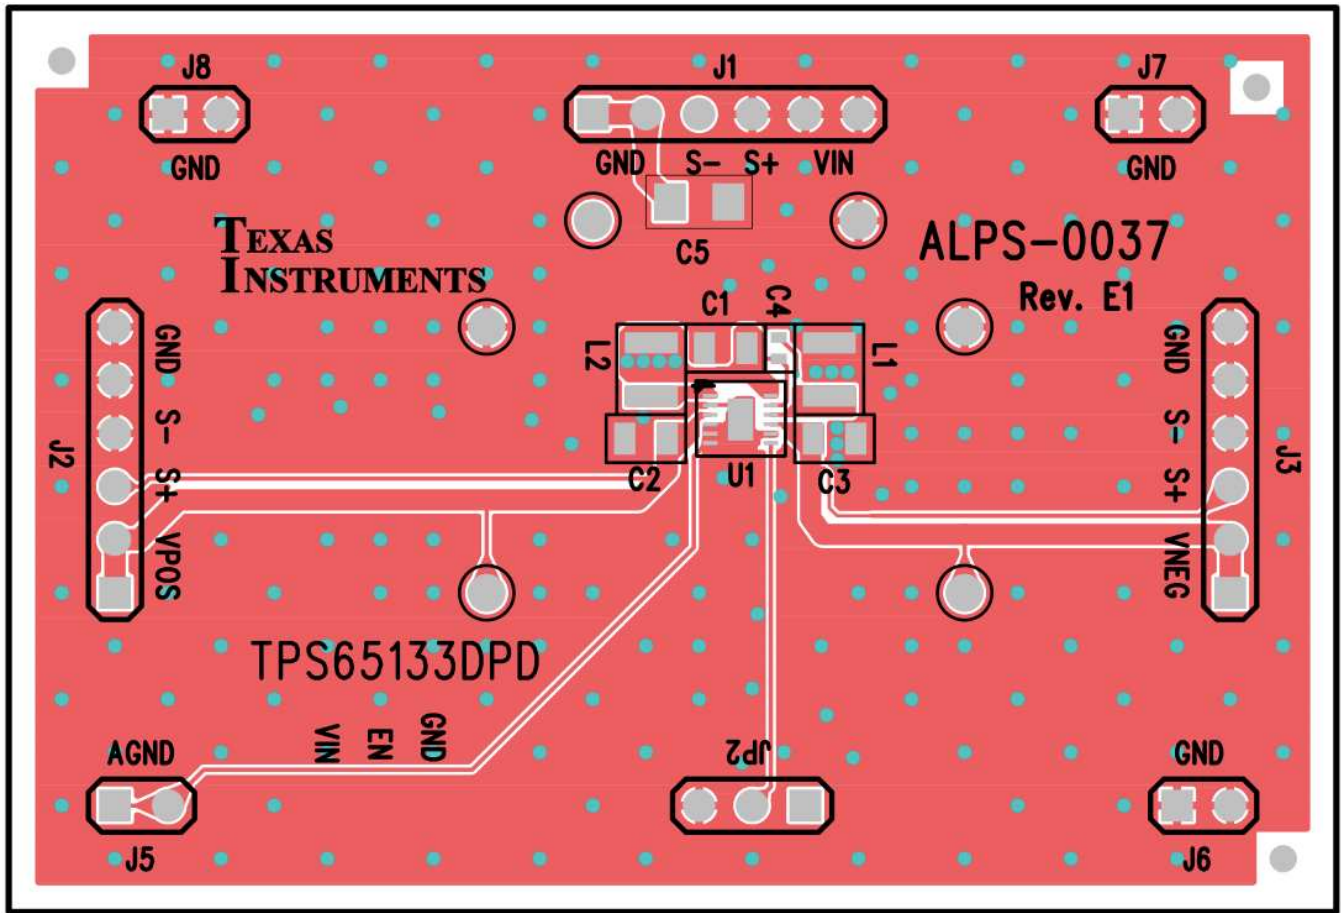 J8
J1
J7
GND
GND S- S+ VIN
GND
TEXAS
INSTRUMENTS
C5
ALPS-0037
Rev. E1
C1
C4
L2
L1
GND
S-
S+
VPOS
J2
GND
S-
S+
VNEG
J3
C2
U1
C3
TPS65133DPD
VIN
EN
GND
AGND
JP2
GND
J5
J6